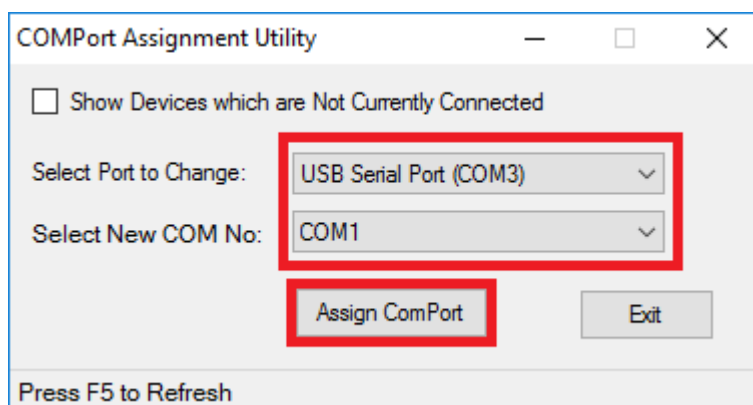 COMPort Assignment Utility
Show Devices which are Not Currently Connected
Select Port to Change: USB Serial Port (COM3)
Select New COM No: COM1
Assign ComPort Exit
Press F5 to Refresh